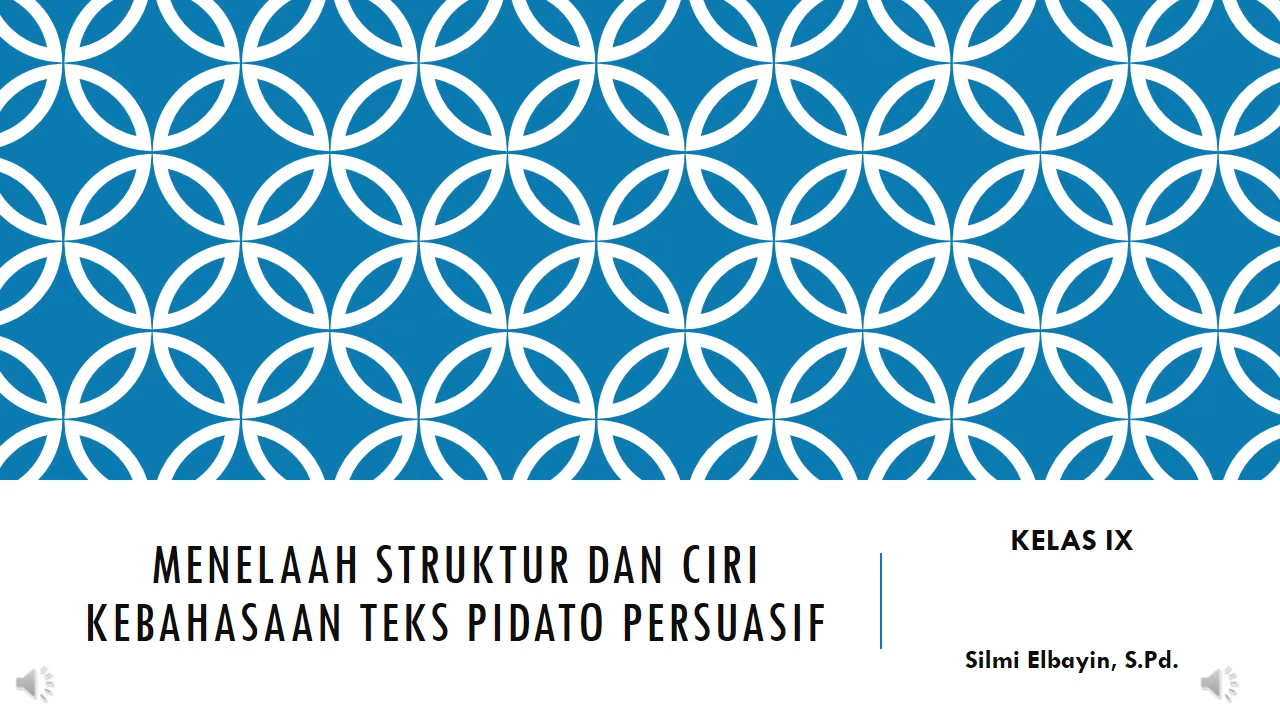 MENELAAH STRUKTUR DAN CIRI
KEBAHASAAN TEKS PIDATO PERSUASIF
KELAS IX
Silmi Elbayin, S.Pd.